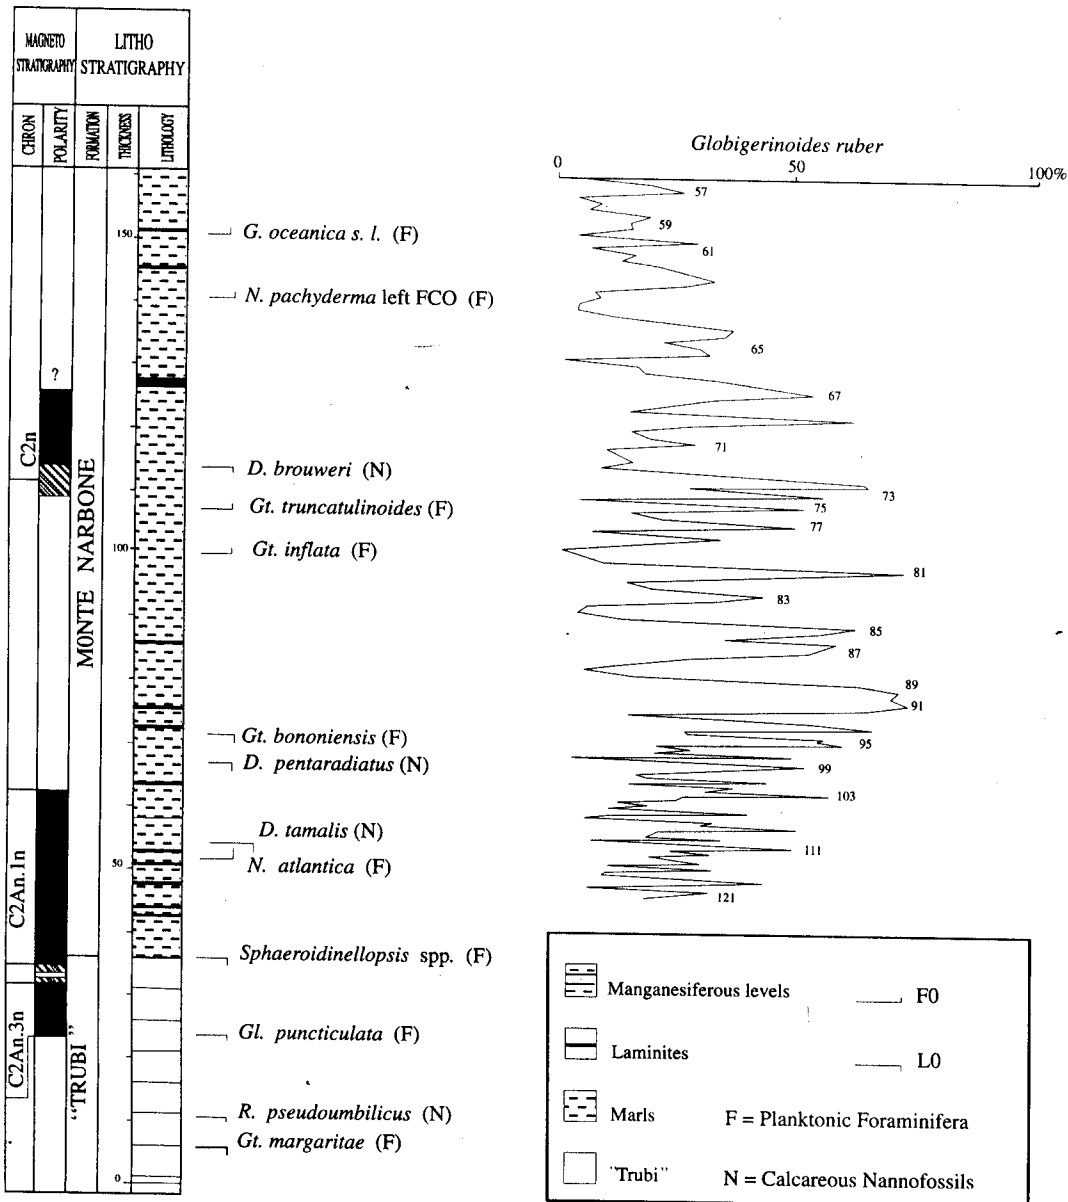 MAGNETO
STRATIGRAPHY
LITHO
STRATIGRAPHY
CHRON
POLARITY
FORMATION
THICKNESS
LITHOLOGY
Globigerinoides ruber
0
50
100%
57
59
150
G. oceanica s. l. (F)
61
N. pachyderma left FCO (F)
65
?
67
C2n
71
D. brouweri (N)
73
Gt. truncatulinoides (F)
75
77
MONTE NARBONE
100
Gt. inflata (F)
81
83
85
87
89
91
Gt. bononiensis (F)
95
D. pentaradiatus (N)
99
103
D. tamalis (N)
111
50
N. atlantica (F)
C2An.1n
121
Sphaeroidinellopsis spp. (F)
Manganesiferous levels
F0
Gl. puncticulata (F)
C2An.3n
"TRUBI"
Laminites
L0
R. pseudoumbilicus (N)
Marls
F = Planktonic Foraminifera
Gt. margaritae (F)
0
"Trubi"
N = Calcareous Nannofossils